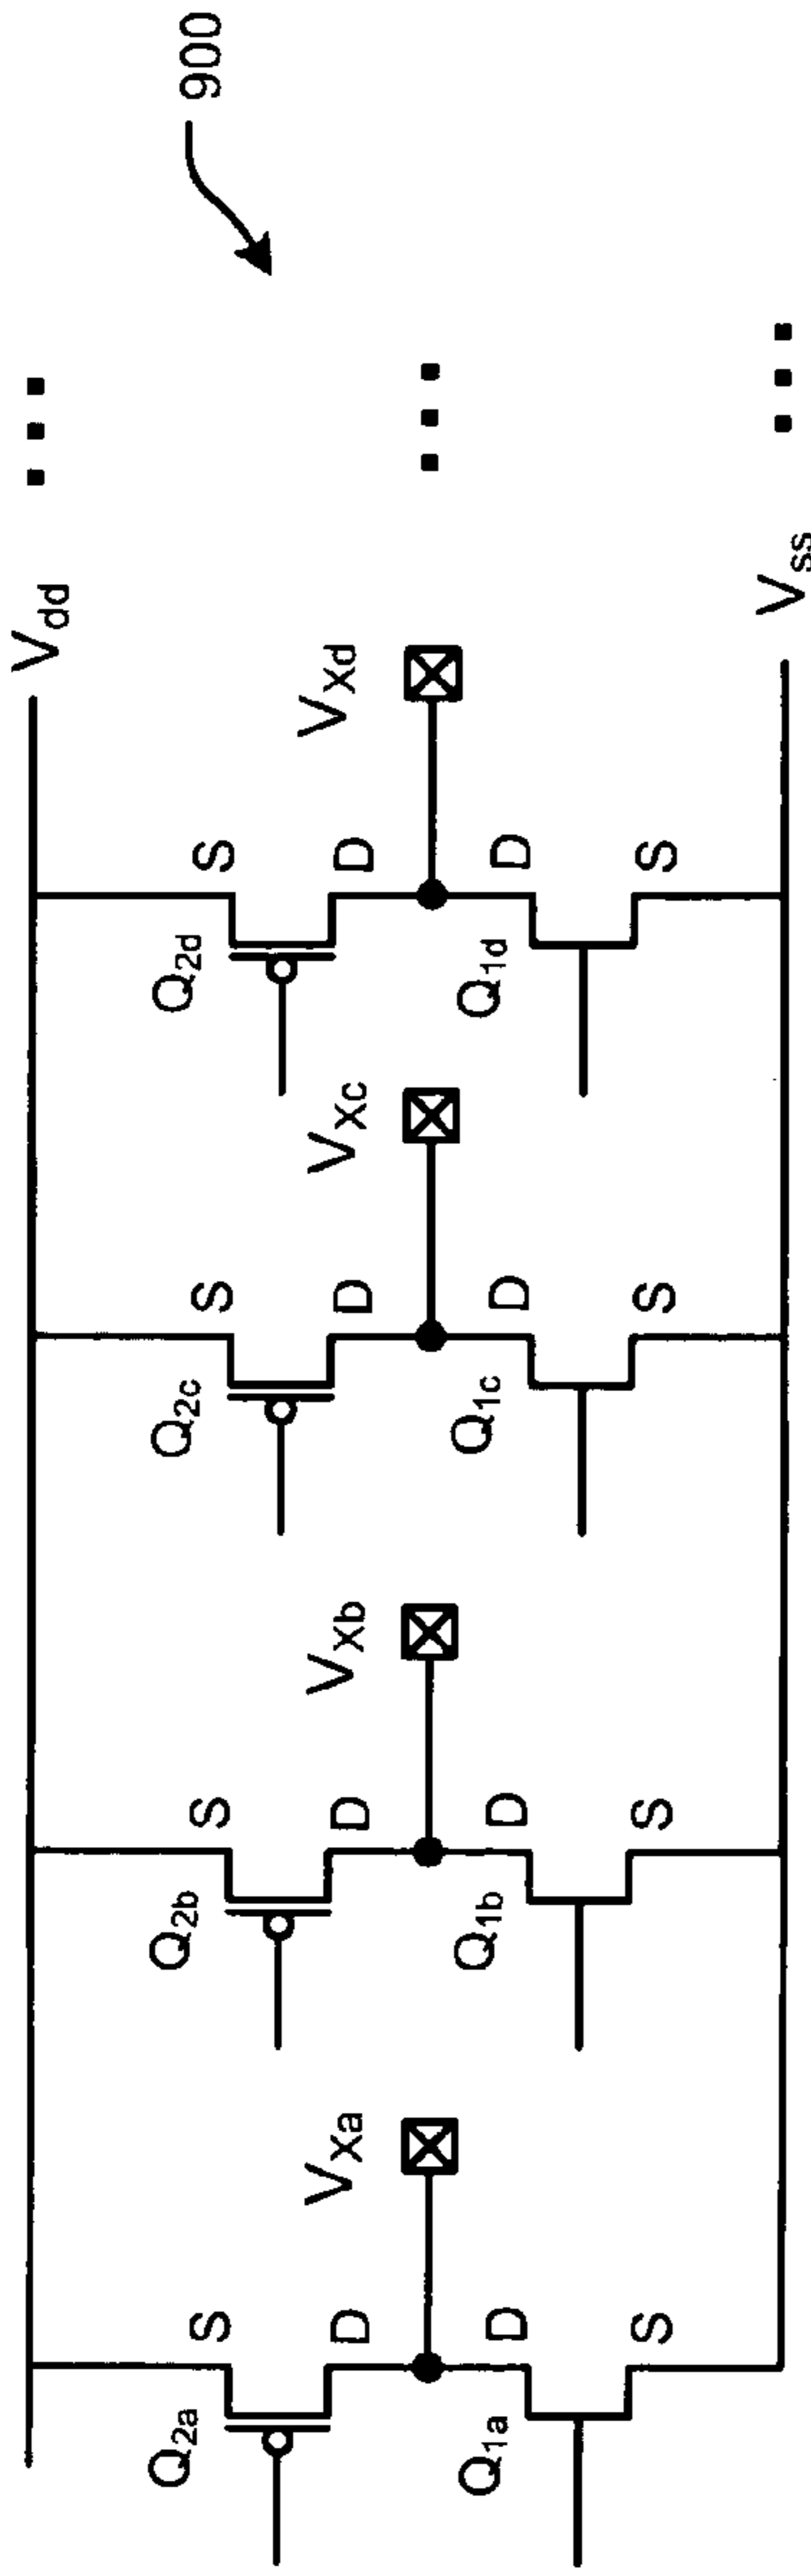 900
Vdd
S S S S
Q2a Q2b Q2c Q2d
D D D D
VXa VXb VXc VXd
D D D D
Q1a Q1b Q1c Q1d
S S S S
Vss